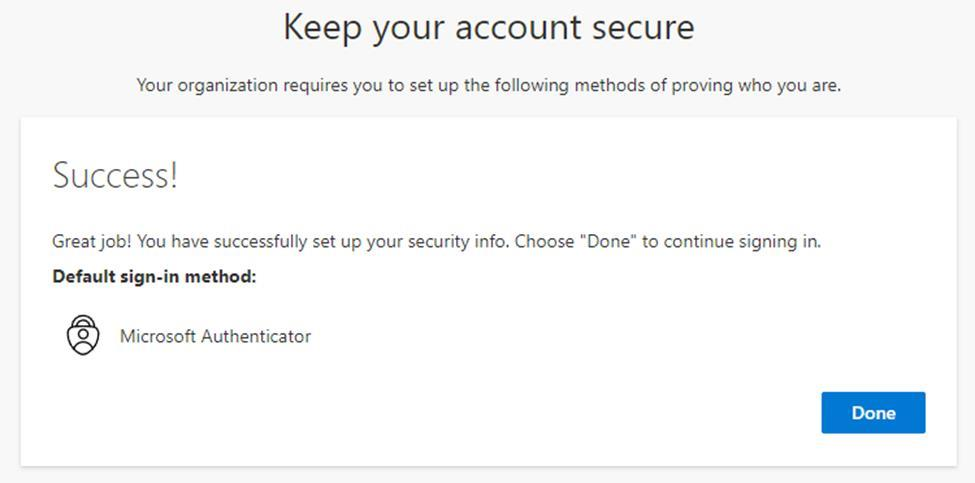 Keep your account secure
Your organization requires you to set up the following methods of proving who you are.
Success!
Great job! You have successfully set up your security info. Choose "Done" to continue signing in.
Default sign-in method:
Microsoft Authenticator
Done